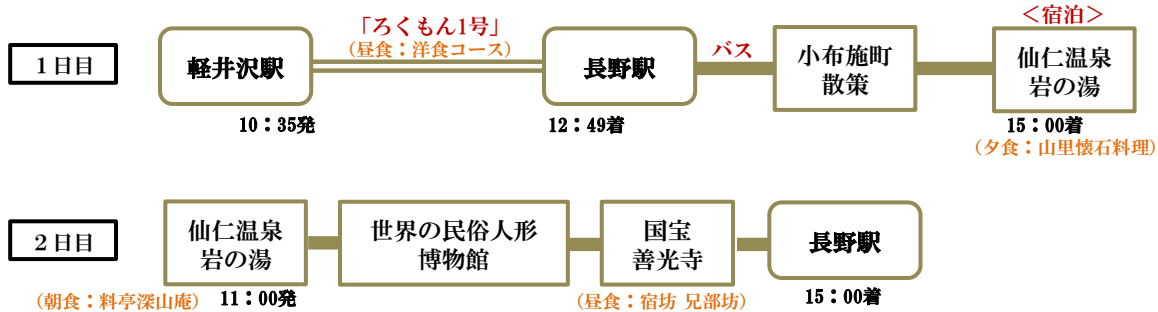 １日目
軽井沢駅
10：35発
「ろくもん1号」
（昼食：洋食コース）
長野駅
12：49着
バス
小布施町
散策
＜宿泊＞
仙仁温泉
岩の湯
15：00着
（夕食：山里懐石料理）
２日目
仙仁温泉
岩の湯
（朝食：料亭深山庵）
11：00発
世界の民俗人形
博物館
国宝
善光寺
（昼食：宿坊 兄部坊）
長野駅
15：00着